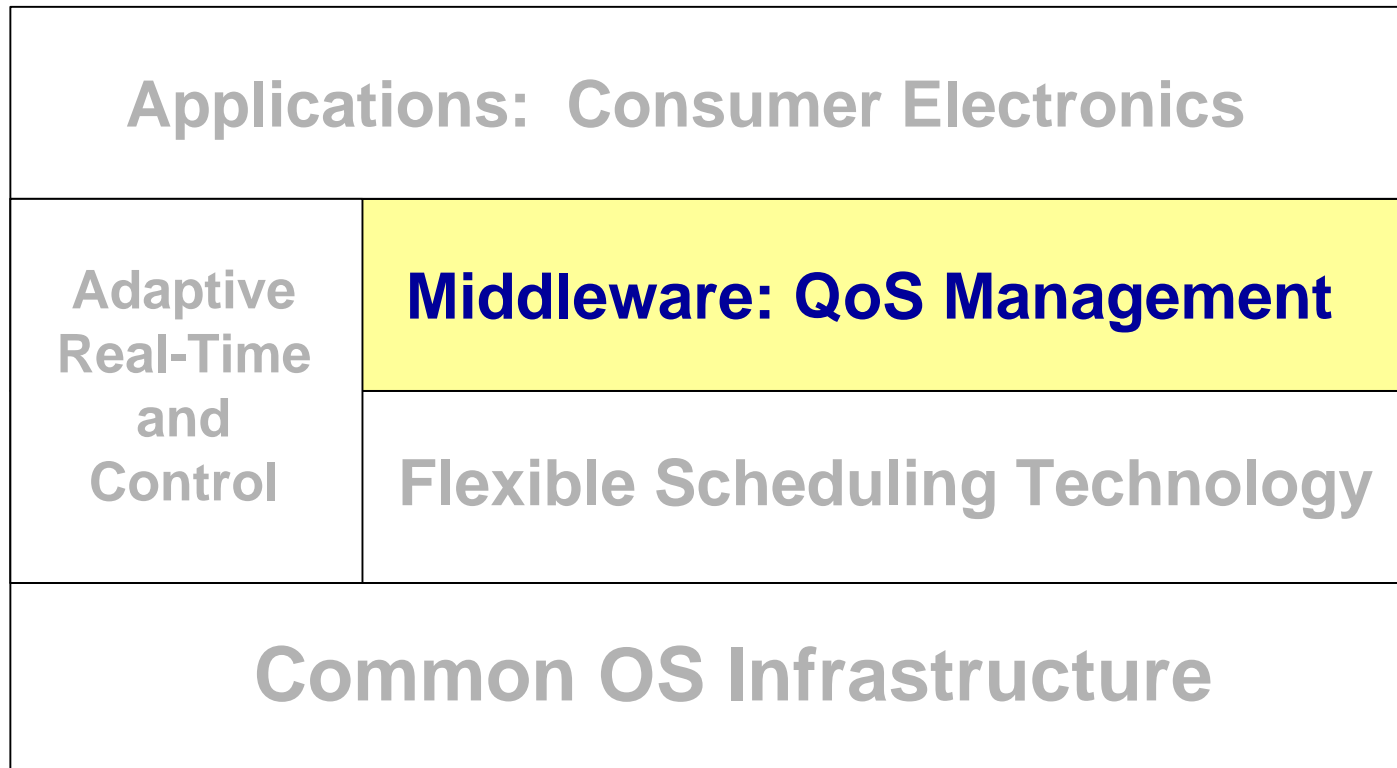 Applications: Consumer Electronics
Adaptive
Real-Time
and
Control
Middleware: QoS Management
Flexible Scheduling Technology
Common OS Infrastructure